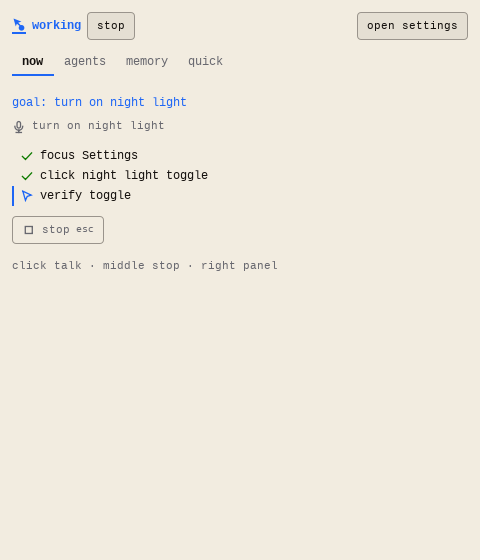 working stop open settings
now agents memory quick
goal: turn on night light
turn on night light
focus Settings
click night light toggle
verify toggle
stop esc
click talk · middle stop · right panel